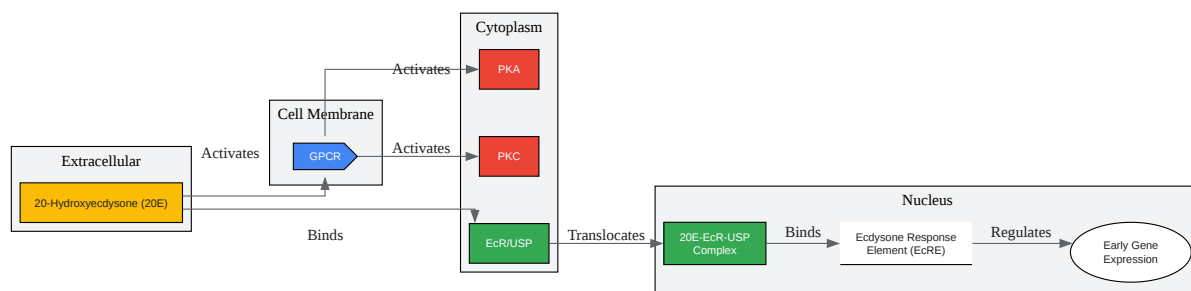 Cytoplasm
Activates
PKA
Cell Membrane
Extracellular
Activates
GPCR
Activates
PKC
20-Hydroxyecdysone (20E)
Binds
EcR/USP
Translocates
Nucleus
20E-EcR-USP
Complex
Binds
Ecdysone Response
Element (EcRE)
Regulates
Early Gene
Expression